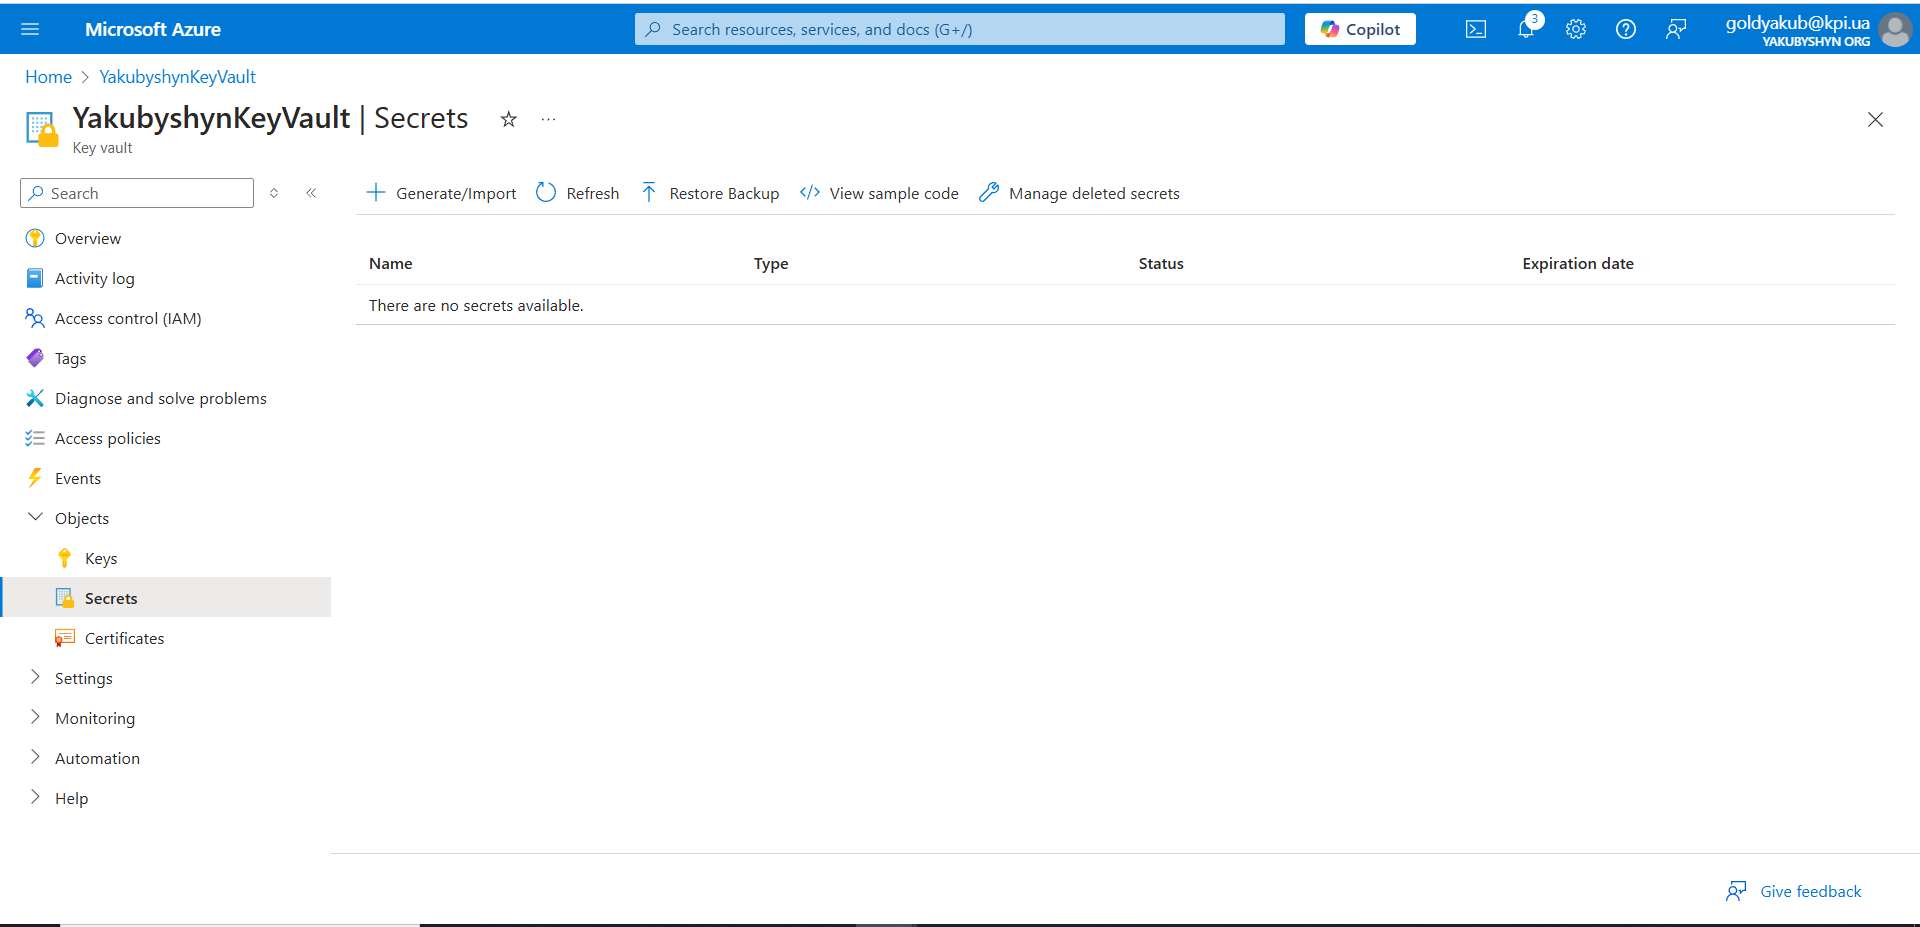 Microsoft Azure
Search resources, services, and docs (G+/)
Copilot
3
goldyakub@kpi.ua
YAKUBYSHYN ORG
Home > YakubyshynKeyVault
YakubyshynKeyVault | Secrets
Key vault
Search
Generate/Import
Refresh
Restore Backup
View sample code
Manage deleted secrets
Overview
Activity log
Access control (IAM)
Tags
Diagnose and solve problems
Access policies
Events
Objects
Keys
Secrets
Certificates
Settings
Monitoring
Automation
Help
Name Type Status Expiration date
There are no secrets available.
Give feedback